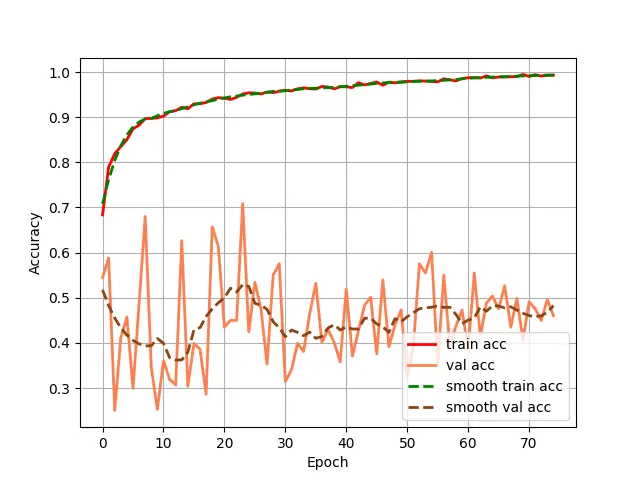 1.0
0.9
0.8
0.7
0.6
0.5
0.4
0.3
Accuracy
train acc
val acc
smooth train acc
smooth val acc
0 10 20 30 40 50 60 70
Epoch